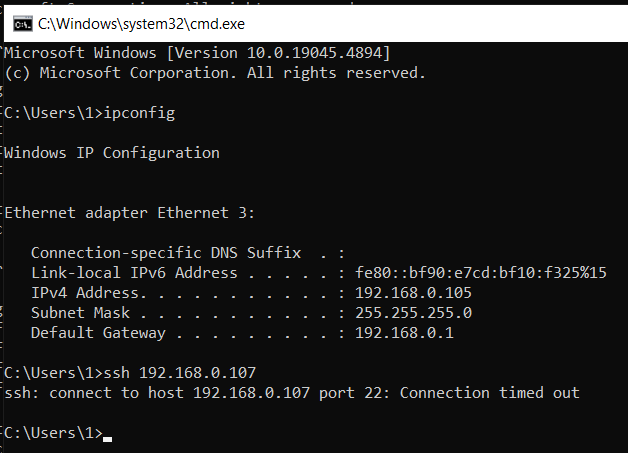 C:\Windows\system32\cmd.exe
Microsoft Windows [Version 10.0.19045.4894]
(c) Microsoft Corporation. All rights reserved.
C:\Users\1>ipconfig
Windows IP Configuration
Ethernet adapter Ethernet 3:
Connection-specific DNS Suffix  . :
Link-local IPv6 Address . . . . . : fe80::bf90:e7cd:bf10:f325%15
IPv4 Address. . . . . . . . . . . : 192.168.0.105
Subnet Mask . . . . . . . . . . . : 255.255.255.0
Default Gateway . . . . . . . . . : 192.168.0.1
C:\Users\1>ssh 192.168.0.107
ssh: connect to host 192.168.0.107 port 22: Connection timed out
C:\Users\1>